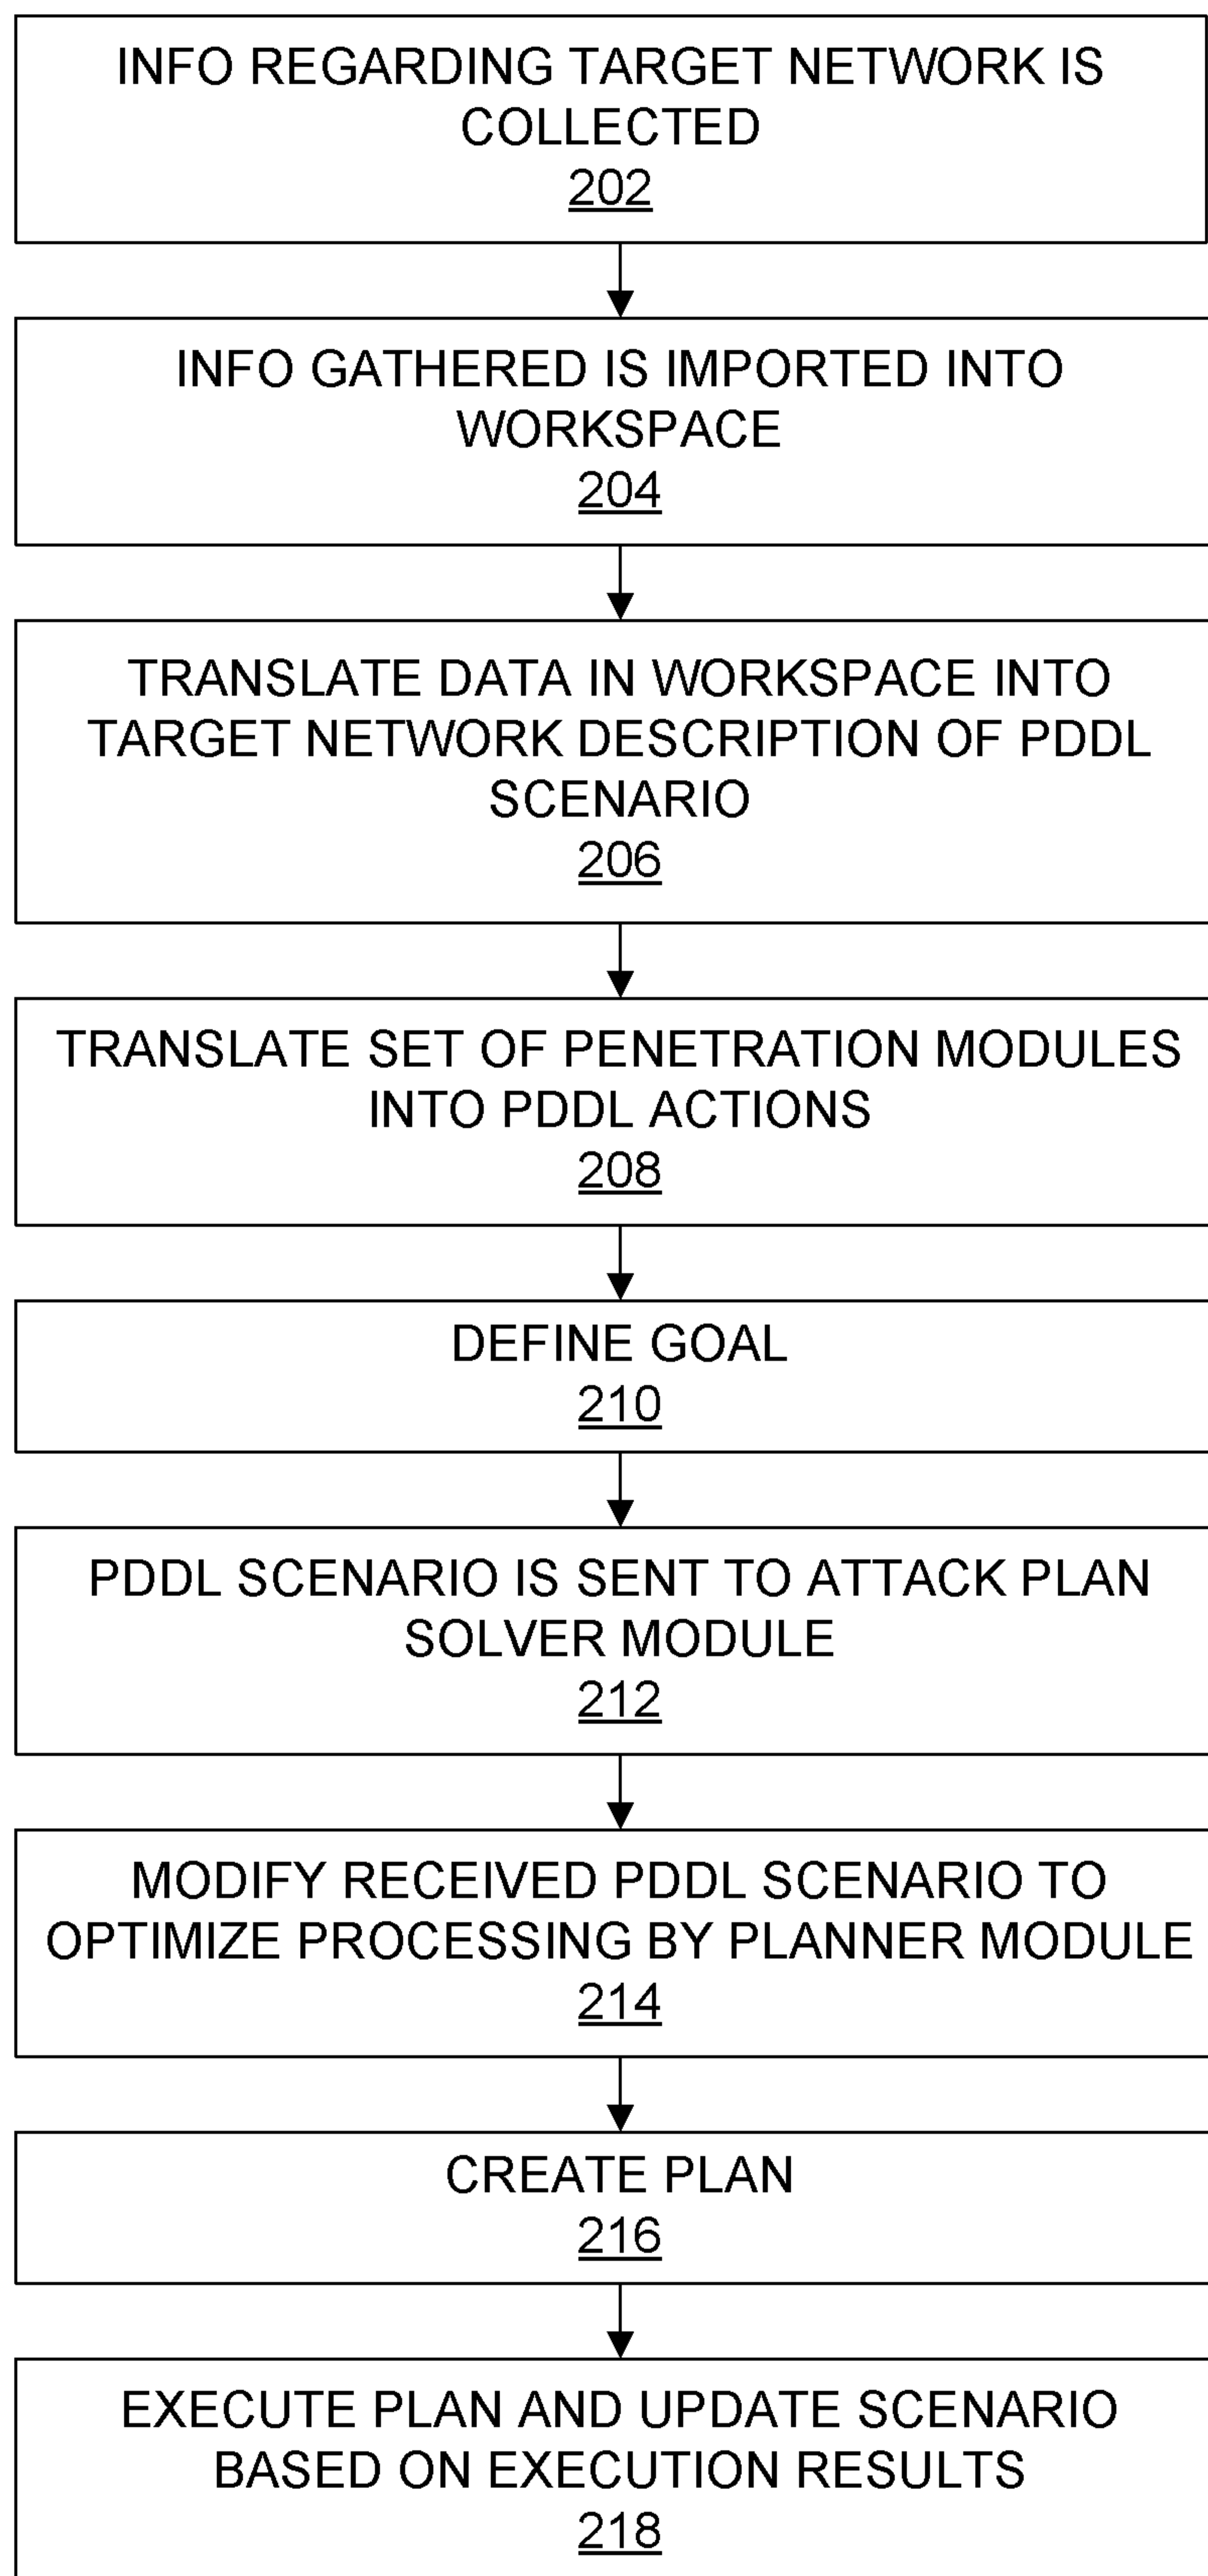 INFO REGARDING TARGET NETWORK IS
COLLECTED
202
INFO GATHERED IS IMPORTED INTO
WORKSPACE
204
TRANSLATE DATA IN WORKSPACE INTO
TARGET NETWORK DESCRIPTION OF PDDL
SCENARIO
206
TRANSLATE SET OF PENETRATION MODULES
INTO PDDL ACTIONS
208
DEFINE GOAL
210
PDDL SCENARIO IS SENT TO ATTACK PLAN
SOLVER MODULE
212
MODIFY RECEIVED PDDL SCENARIO TO
OPTIMIZE PROCESSING BY PLANNER MODULE
214
CREATE PLAN
216
EXECUTE PLAN AND UPDATE SCENARIO
BASED ON EXECUTION RESULTS
218